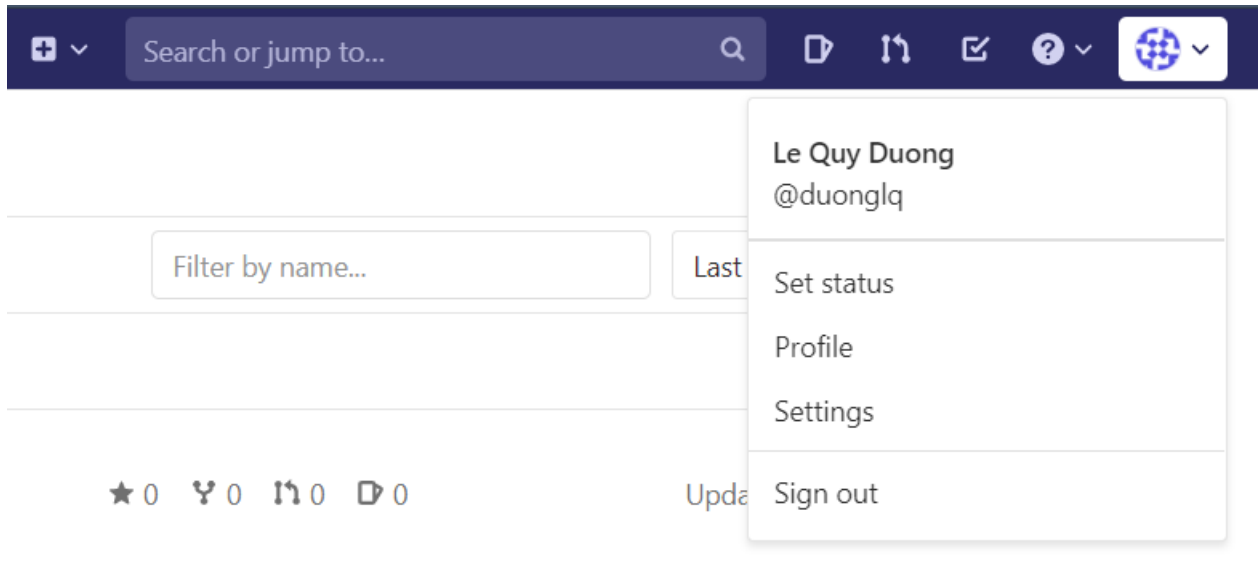 Search or jump to...
Le Quy Duong
@duonglq
Filter by name...
Last
Set status
Profile
Settings
0 0 0 0
Upda
Sign out